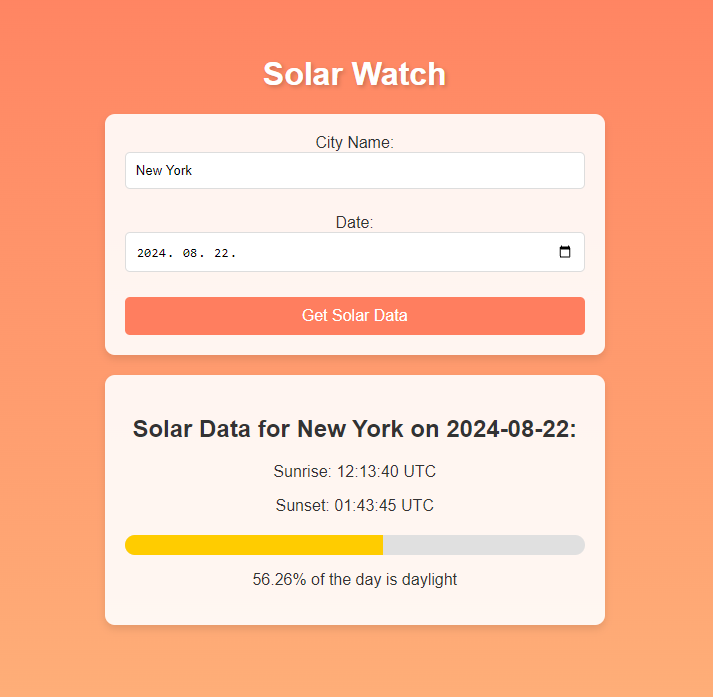 Solar Watch
City Name:
New York
Date:
2024. 08. 22.
Get Solar Data
Solar Data for New York on 2024-08-22:
Sunrise: 12:13:40 UTC
Sunset: 01:43:45 UTC
56.26% of the day is daylight